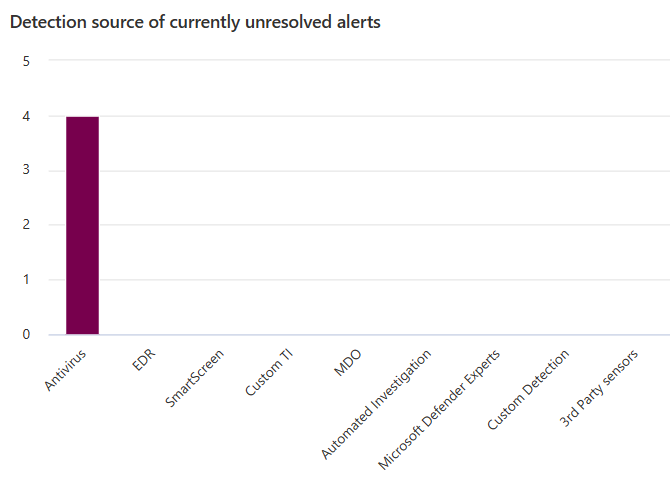 Detection source of currently unresolved alerts
5
4
3
2
1
0
Antivirus
EDR
SmartScreen
Custom TI
MDO
Automated Investigation
Microsoft Defender Experts
Custom Detection
3rd Party sensors